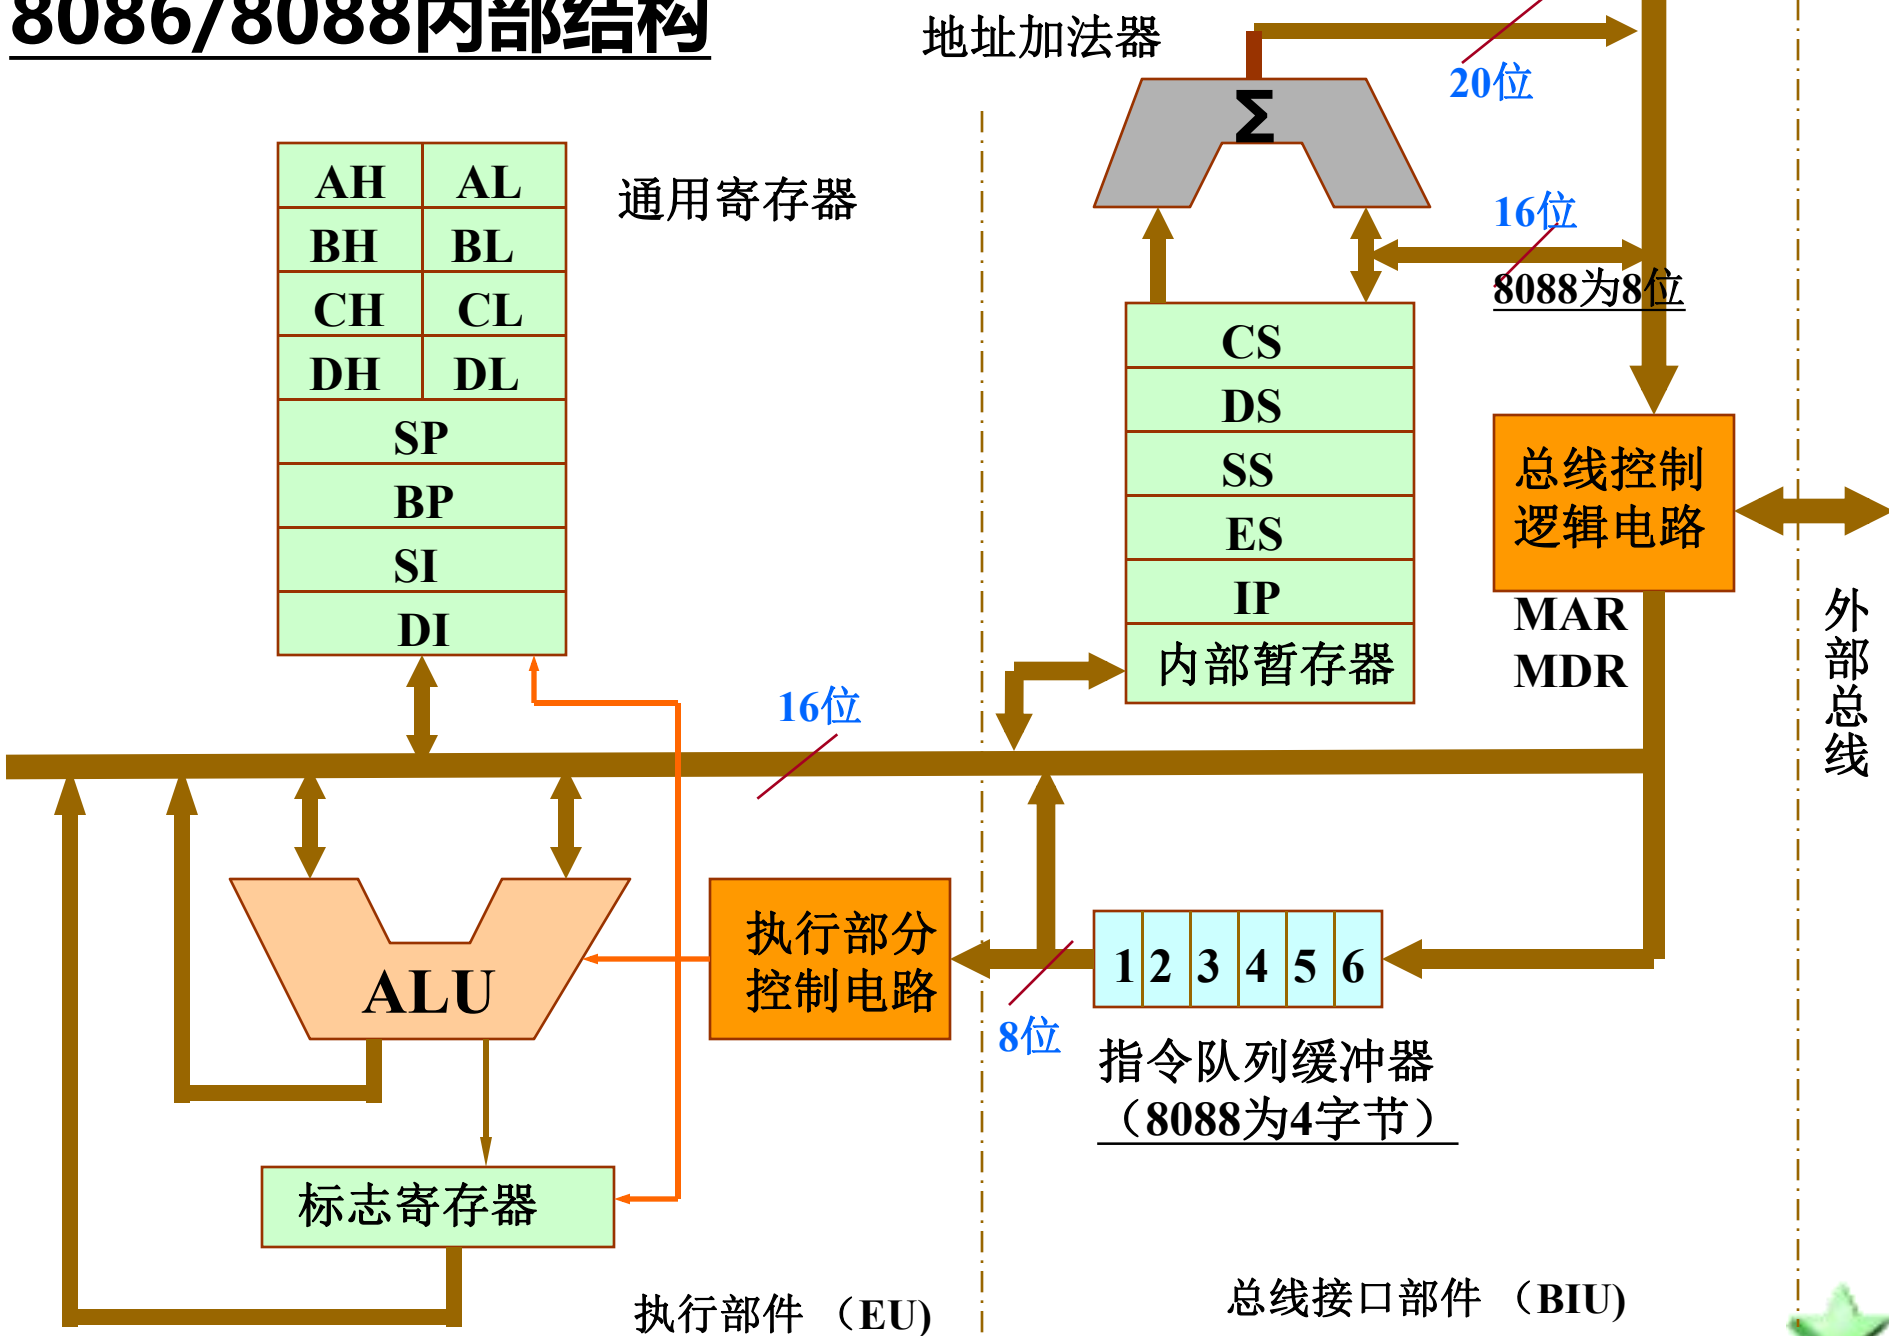 8086/8088内部结构
地址加法器
20位
Σ
AH AL
通用寄存器
16位
BH BL
8088为8位
CH CL
CS
DH DL
DS
SP
SS
总线控制
逻辑电路
BP
ES
SI
IP
MAR
DI
内部暂存器
MDR
外部总线
16位
ALU
执行部分
控制电路
1 2 3 4 5 6
8位
指令队列缓冲器
（8088为4字节）
标志寄存器
执行部件 （EU)
总线接口部件 （BIU)